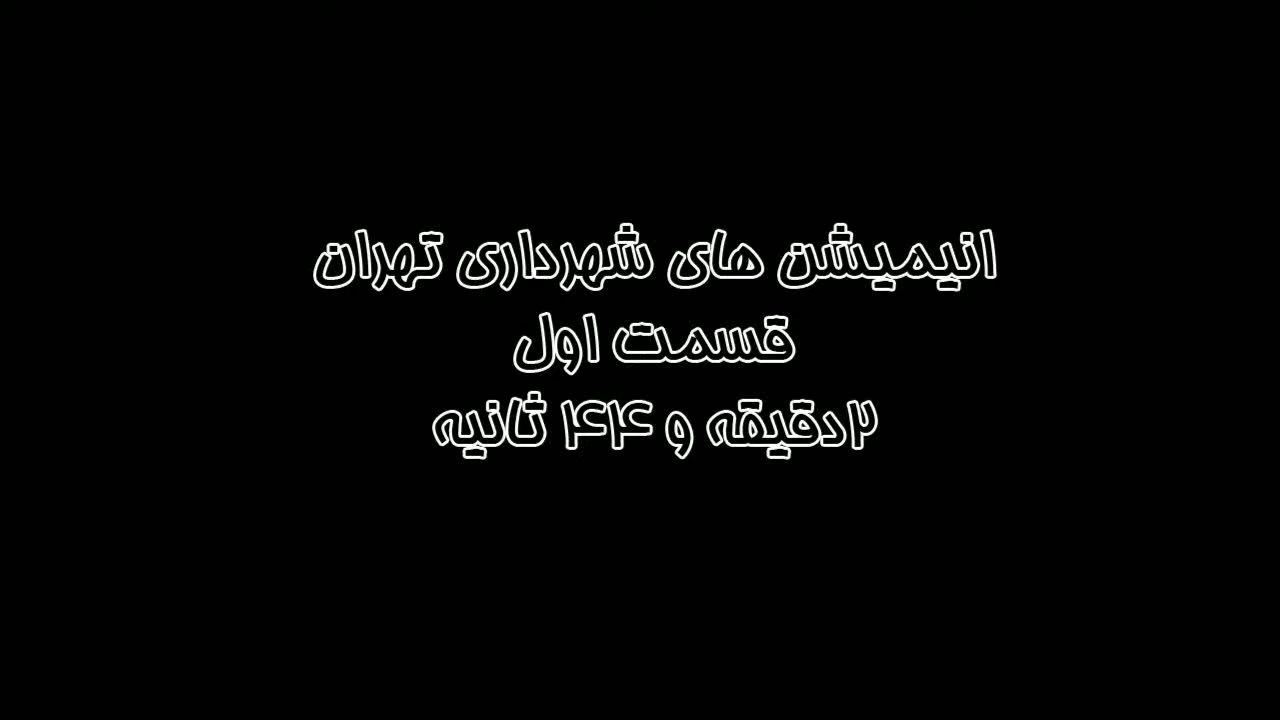 انیمیشن های شهرداری تهران
قسمت اول
۲دقیقه و ۴۴ ثانیه